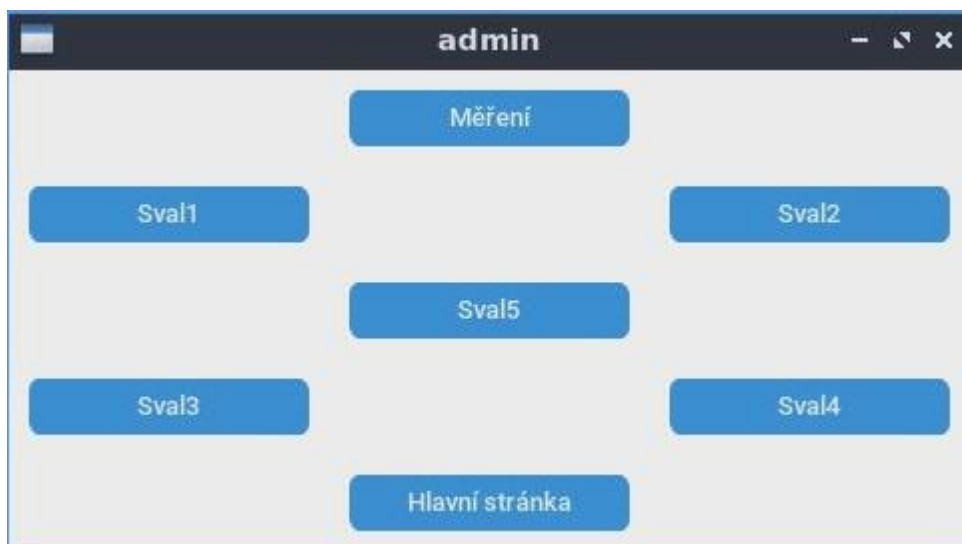 admin
Měření
Sval1
Sval2
Sval5
Sval3
Sval4
Hlavní stránka